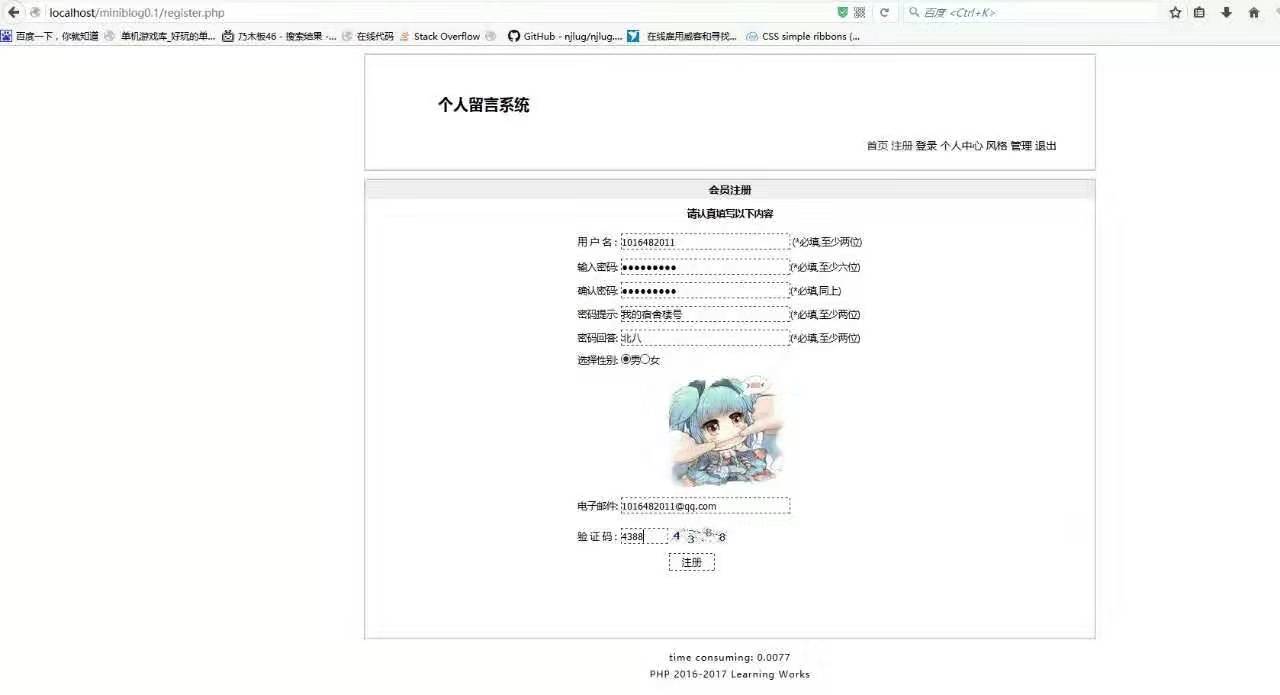 localhost/miniblog0.1/register.php
百度 <Ctrl+K>
百度一下，你就知道 单机游戏库_好玩的单... 乃木板46 - 搜索结果 -... 在线代码 Stack Overflow GitHub - njlug/njlug.... 在线雇用威客和寻找... CSS simple ribbons (...
个人留言系统
首页 注册 登录 个人中心 风格 管理 退出
会员注册
请认真填写以下内容
用 户 名 : 1016482011 (*必填,至少两位)
输入密码: ●●●●●●●●● (*必填,至少六位)
确认密码: ●●●●●●●●● (*必填,同上)
密码提示: 我的宿舍楼号 (*必填,至少两位)
密码回答: 北八 (*必填,至少两位)
选择性别: 男 女
电子邮件: 1016482011@qq.com
验 证 码 : 4388 4 3 8 8
注册
time consuming: 0.0077
PHP 2016-2017 Learning Works